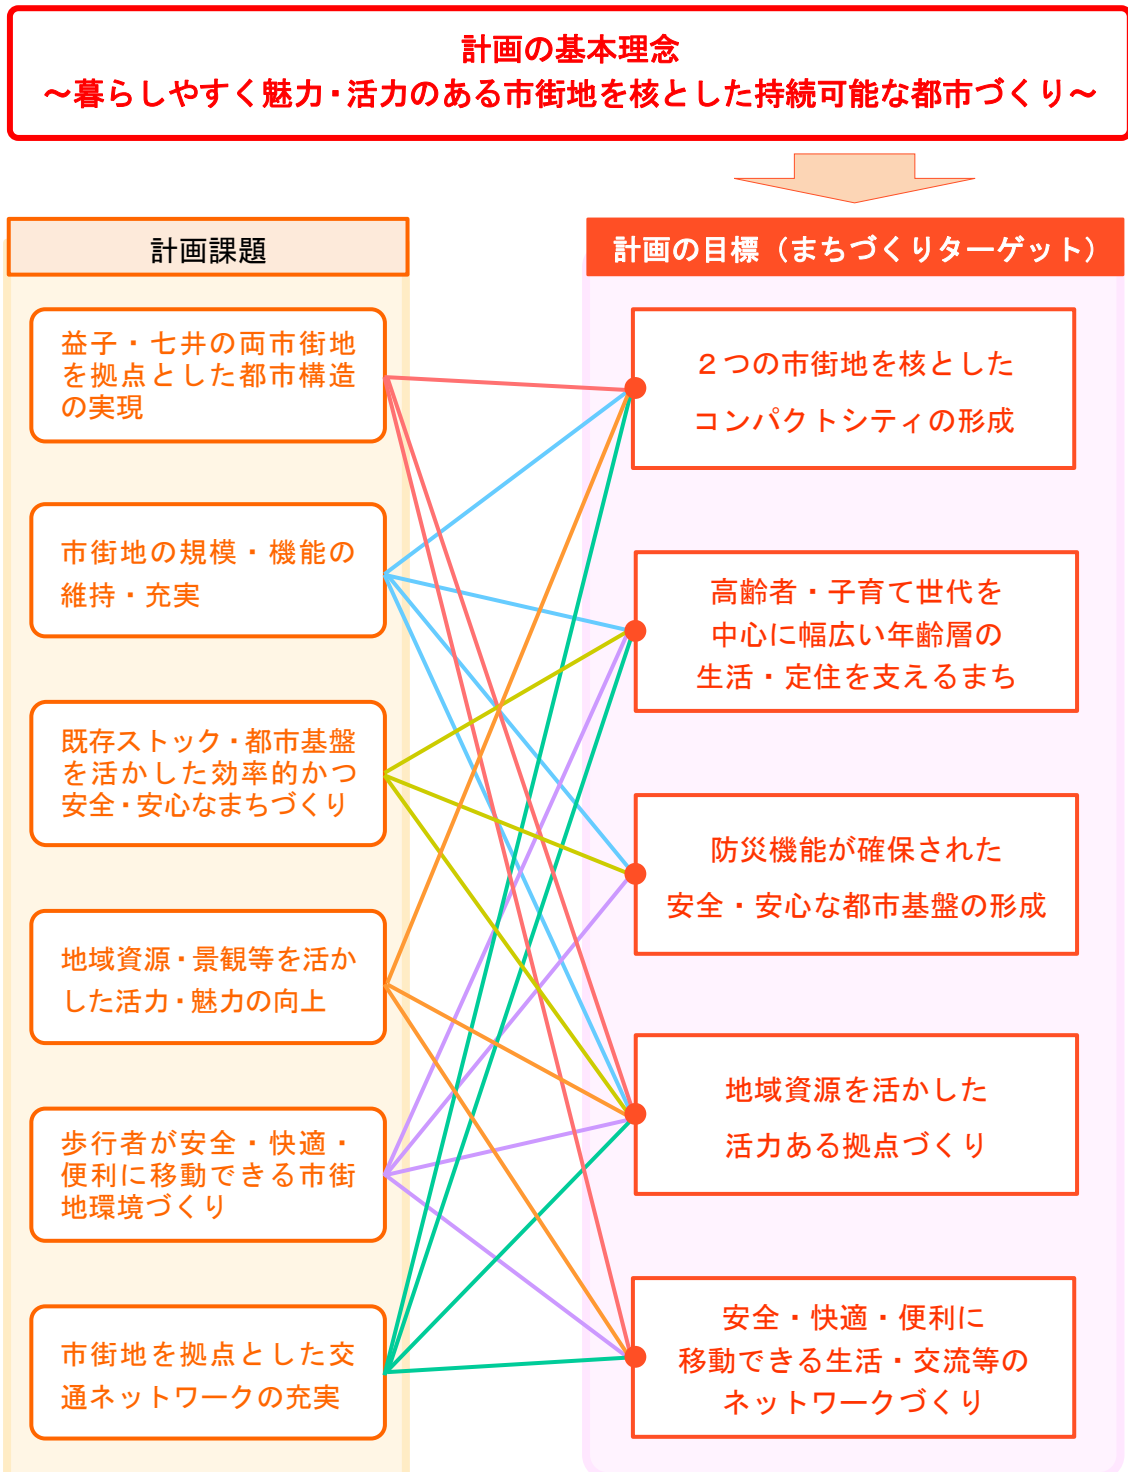 計画の基本理念
～暮らしやすく魅力・活力のある市街地を核とした持続可能な都市づくり～
計画課題
益子・七井の両市街地
を拠点とした都市構造
の実現
市街地の規模・機能の
維持・充実
既存ストック・都市基盤
を活かした効率的かつ
安全・安心なまちづくり
地域資源・景観等を活か
した活力・魅力の向上
歩行者が安全・快適・
便利に移動できる市街
地環境づくり
市街地を拠点とした交
通ネットワークの充実
計画の目標（まちづくりターゲット）
２つの市街地を核とした
コンパクトシティの形成
高齢者・子育て世代を
中心に幅広い年齢層の
生活・定住を支えるまち
防災機能が確保された
安全・安心な都市基盤の形成
地域資源を活かした
活力ある拠点づくり
安全・快適・便利に
移動できる生活・交流等の
ネットワークづくり